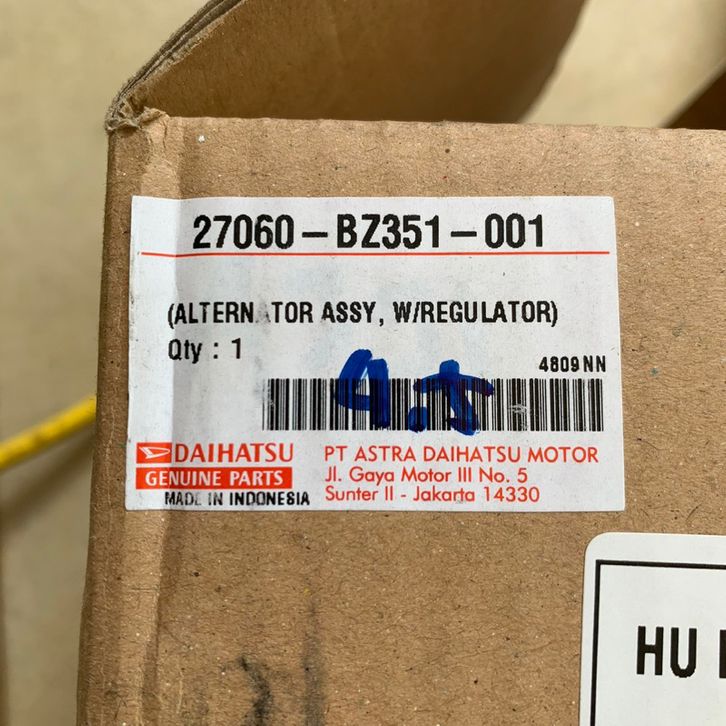 27060-BZ351-001
(ALTERNATOR ASSY, W/REGULATOR)
Qty : 1
4809NN
DAIHATSU
GENUINE PARTS
MADE IN INDONESIA
PT ASTRA DAIHATSU MOTOR
Jl. Gaya Motor III No. 5
Sunter II - Jakarta 14330
HU